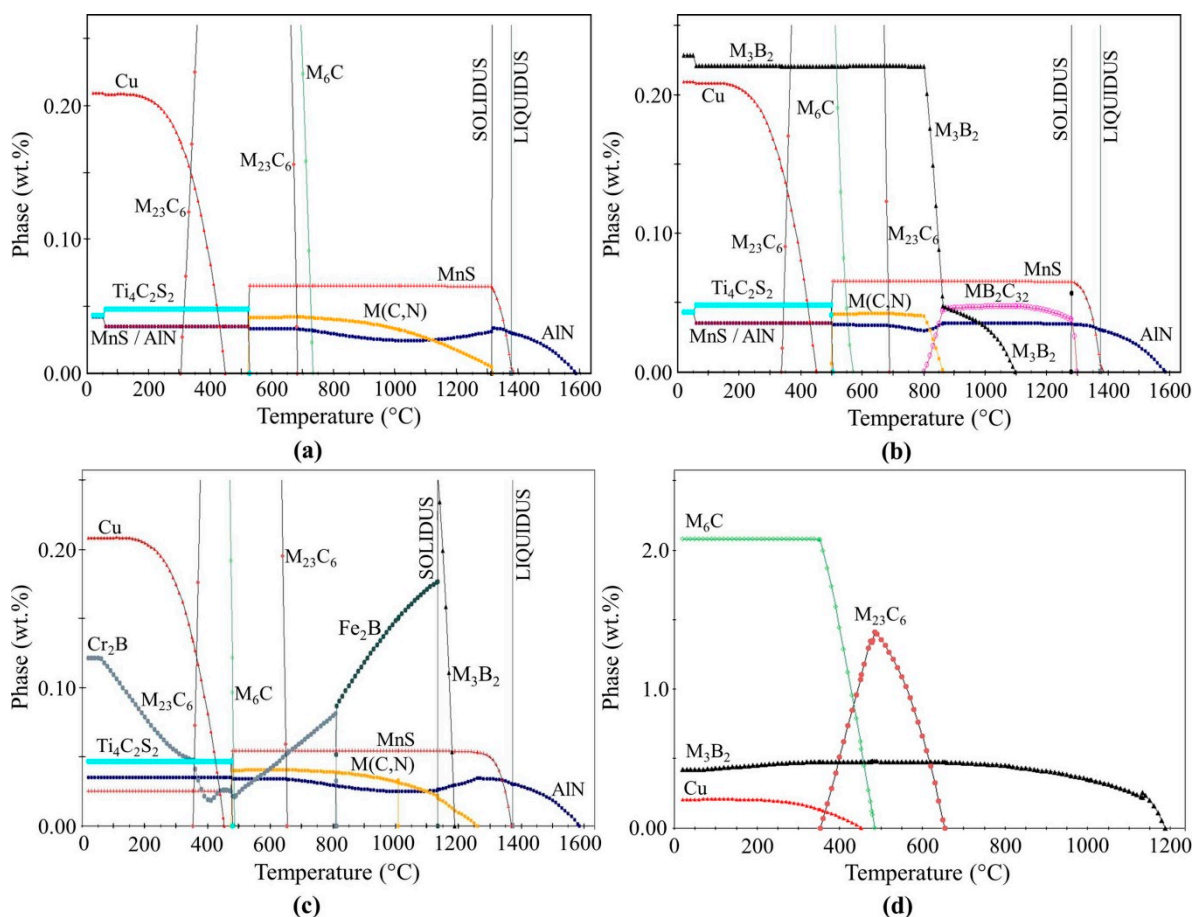 Cu
M₆C
SOLIDUS
LIQUIDUS
0.20
Phase (wt.%)
M₂₃C₆
M₂₃C₆
0.10
MnS
Ti₄C₂S₂
M(C,N)
MnS / AlN
AlN
0.00
0 200 400 600 800 1000 1200 1400 1600
Temperature (°C)
(a)
M₃B₂
Cu
M₆C
SOLIDUS
LIQUIDUS
0.20
Phase (wt.%)
M₃B₂
M₂₃C₆
M₂₃C₆
0.10
MnS
Ti₄C₂S₂
M(C,N)
MB₂C₃₂
MnS / AlN
M₃B₂
AlN
0.00
0 200 400 600 800 1000 1200 1400 1600
Temperature (°C)
(b)
Cu
SOLIDUS
LIQUIDUS
0.20
Phase (wt.%)
M₂₃C₆
Fe₂B
Cr₂B
M₂₃C₆
M₆C
M₃B₂
0.10
Ti₄C₂S₂
MnS
M(C,N)
AlN
0.00
0 200 400 600 800 1000 1200 1400 1600
Temperature (°C)
(c)
M₆C
2.0
Phase (wt.%)
M₂₃C₆
1.0
M₃B₂
Cu
0.00
0 200 400 600 800 1000 1200
Temperature (°C)
(d)